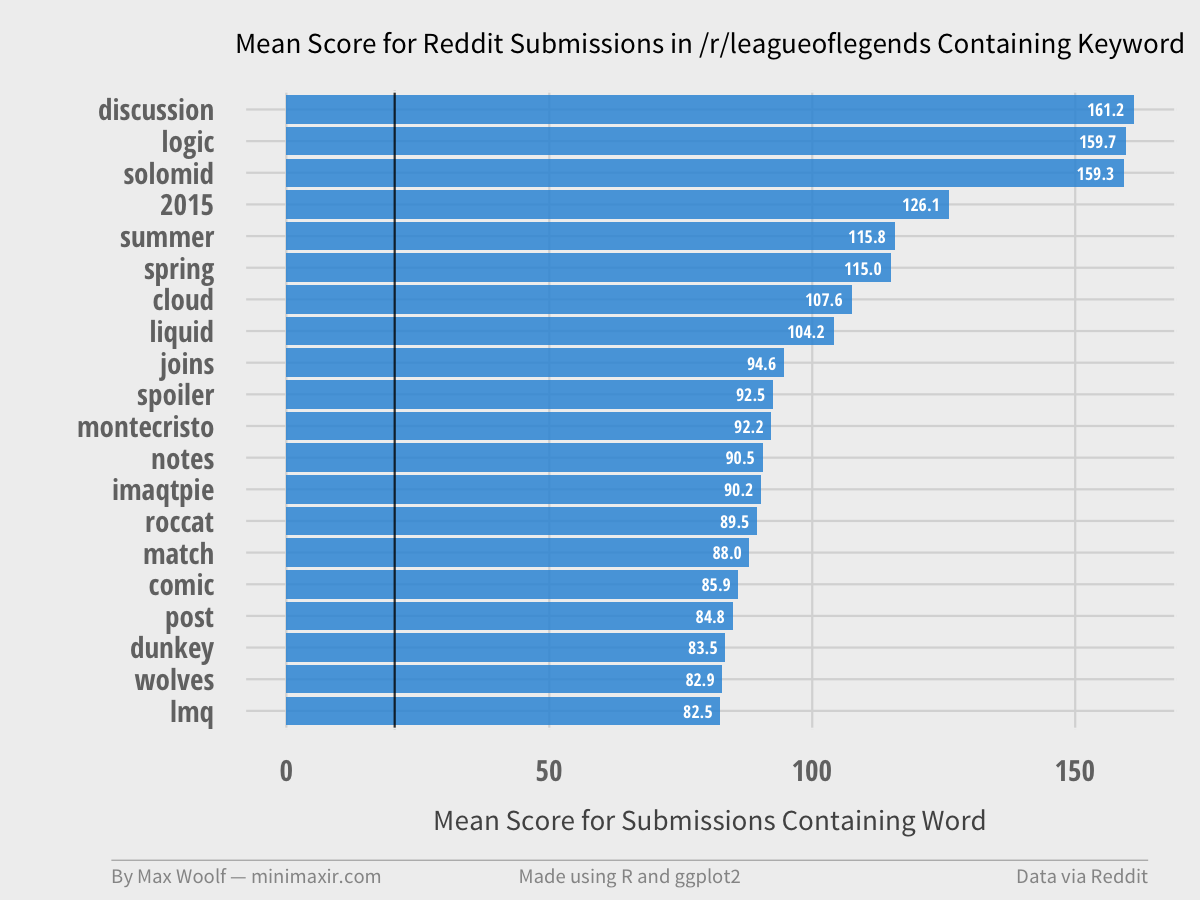 Mean Score for Reddit Submissions in /r/leagueoflegends Containing Keyword
discussion 161.2
logic 159.7
solomid 159.3
2015 126.1
summer 115.8
spring 115.0
cloud 107.6
liquid 104.2
joins 94.6
spoiler 92.5
montecristo 92.2
notes 90.5
imaqtpie 90.2
roccat 89.5
match 88.0
comic 85.9
post 84.8
dunkey 83.5
wolves 82.9
lmq 82.5
0 50 100 150
Mean Score for Submissions Containing Word
By Max Woolf — minimaxir.com Made using R and ggplot2 Data via Reddit